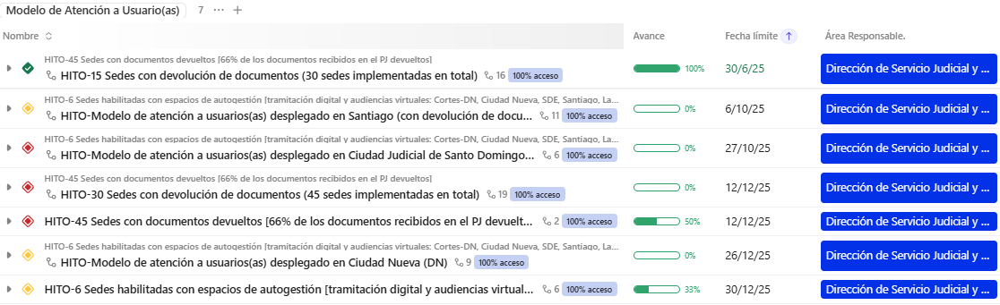 Modelo de Atención a Usuario(as) 7 ··· +
Nombre Avance Fecha límite ↑ Área Responsable.
HITO-45 Sedes con documentos devueltos [66% de los documentos recibidos en el PJ devueltos]
HITO-15 Sedes con devolución de documentos (30 sedes implementadas en total) 16 100% acceso 100% 30/6/25 Dirección de Servicio Judicial y ...
HITO-6 Sedes habilitadas con espacios de autogestión [tramitación digital y audiencias virtuales: Cortes-DN, Ciudad Nueva, SDE, Santiago, La...
HITO-Modelo de atención a usuarios(as) desplegado en Santiago (con devolución de docu... 11 100% acceso 0% 6/10/25 Dirección de Servicio Judicial y ...
HITO-6 Sedes habilitadas con espacios de autogestión [tramitación digital y audiencias virtuales: Cortes-DN, Ciudad Nueva, SDE, Santiago, La...
HITO-Modelo de atención a usuarios(as) desplegado en Ciudad Judicial de Santo Domingo... 6 100% acceso 0% 27/10/25 Dirección de Servicio Judicial y ...
HITO-45 Sedes con documentos devueltos [66% de los documentos recibidos en el PJ devueltos]
HITO-30 Sedes con devolución de documentos (45 sedes implementadas en total) 19 100% acceso 0% 12/12/25 Dirección de Servicio Judicial y ...
HITO-45 Sedes con documentos devueltos [66% de los documentos recibidos en el PJ devuelt... 2 100% acceso 50% 12/12/25 Dirección de Servicio Judicial y ...
HITO-6 Sedes habilitadas con espacios de autogestión [tramitación digital y audiencias virtuales: Cortes-DN, Ciudad Nueva, SDE, Santiago, La...
HITO-Modelo de atención a usuarios(as) desplegado en Ciudad Nueva (DN) 9 100% acceso 0% 26/12/25 Dirección de Servicio Judicial y ...
HITO-6 Sedes habilitadas con espacios de autogestión [tramitación digital y audiencias virtual... 6 100% acceso 33% 30/12/25 Dirección de Servicio Judicial y ...